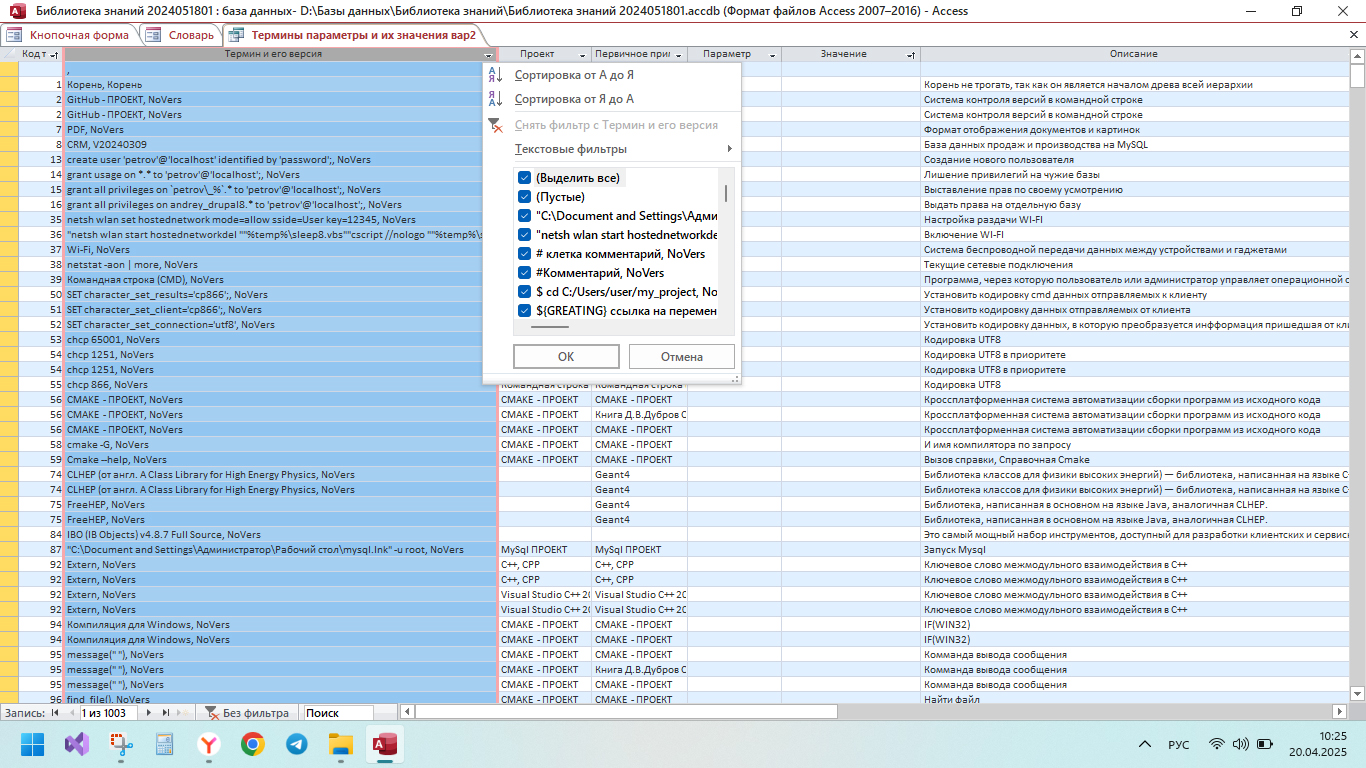 Библиотека знаний 2024051801 : база данных- D:\Базы данных\Библиотека знаний\Библиотека знаний 2024051801.accdb (Формат файлов Access 2007–2016) - Access
Кнопочная форма Словарь Термины параметры и их значения вар2
Код т Термин и его версия Проект Первичное при Параметр Значение Описание
,
1 Корень, Корень Корень не трогать, так как он является началом древа всей иерархии
2 GitHub - ПРОЕКТ, NoVers Система контроля версий в командной строке
2 GitHub - ПРОЕКТ, NoVers Система контроля версий в командной строке
7 PDF, NoVers Формат отображения документов и картинок
8 CRM, V20240309 База данных продаж и производства на MySQL
13 create user 'petrov'@'localhost' identified by 'password';, NoVers Создание нового пользователя
14 grant usage on *.* to 'petrov'@'localhost';, NoVers Лишение привилегий на чужие базы
15 grant all privileges on `petrov\_%`.* to 'petrov'@'localhost';, NoVers Выставление прав по своему усмотрению
16 grant all privileges on andrey_drupal8.* to 'petrov'@'localhost';, NoVers Выдать права на отдельную базу
35 netsh wlan set hostednetwork mode=allow sside=User key=12345, NoVers Настройка раздачи WI-FI
36 "netsh wlan start hostednetworkdel ""%temp%\sleep8.vbs""cscript //nologo ""%temp%\s Включение WI-FI
37 Wi-Fi, NoVers Система беспроводной передачи данных между устройствами и гаджетами
38 netstat -aon | more, NoVers Текущие сетевые подключения
39 Командная строка (CMD), NoVers Программа, через которую пользователь или администратор управляет операционной с
50 SET character_set_results='cp866';, NoVers Установить кодировку cmd данных отправляемых к клиенту
51 SET character_set_client='cp866';, NoVers Установить кодировку данных отправляемых от клиента
52 SET character_set_connection='utf8', NoVers Установить кодировку данных, в которую преобразуется инфформация пришедшая от кли
53 chcp 65001, NoVers Кодировка UTF8
54 chcp 1251, NoVers Кодировка UTF8 в приоритете
54 chcp 1251, NoVers Кодировка UTF8 в приоритете
55 chcp 866, NoVers Командная строка Командная строка Кодировка UTF8
56 CMAKE - ПРОЕКТ, NoVers CMAKE - ПРОЕКТ CMAKE - ПРОЕКТ Кроссплатформенная система автоматизации сборки программ из исходного кода
56 CMAKE - ПРОЕКТ, NoVers CMAKE - ПРОЕКТ Книга Д.В.Дубров С Кроссплатформенная система автоматизации сборки программ из исходного кода
56 CMAKE - ПРОЕКТ, NoVers CMAKE - ПРОЕКТ CMAKE - ПРОЕКТ Кроссплатформенная система автоматизации сборки программ из исходного кода
58 cmake -G, NoVers CMAKE - ПРОЕКТ CMAKE - ПРОЕКТ И имя компилятора по запросу
59 Cmake --help, NoVers CMAKE - ПРОЕКТ CMAKE - ПРОЕКТ Вызов справки, Справочная Cmake
74 CLHEP (от англ. A Class Library for High Energy Physics, NoVers Geant4 Библиотека классов для физики высоких энергий) — библиотека, написанная на языке C
74 CLHEP (от англ. A Class Library for High Energy Physics, NoVers Geant4 Библиотека классов для физики высоких энергий) — библиотека, написанная на языке C
75 FreeHEP, NoVers Geant4 Библиотека, написанная в основном на языке Java, аналогичная CLHEP.
75 FreeHEP, NoVers Geant4 Библиотека, написанная в основном на языке Java, аналогичная CLHEP.
84 IBO (IB Objects) v4.8.7 Full Source, NoVers Это самый мощный набор инструментов, доступный для разработки клиентских и сервис
87 "C:\Document and Settings\Администратор\Рабочий стол\mysql.lnk" -u root, NoVers MySql ПРОЕКТ MySql ПРОЕКТ Запуск Mysql
92 Extern, NoVers C++, CPP C++, CPP Ключевое слово межмодульного взаимодействия в C++
92 Extern, NoVers C++, CPP C++, CPP Ключевое слово межмодульного взаимодействия в C++
92 Extern, NoVers Visual Studio C++ 20 Visual Studio C++ 20 Ключевое слово межмодульного взаимодействия в C++
92 Extern, NoVers Visual Studio C++ 20 Visual Studio C++ 20 Ключевое слово межмодульного взаимодействия в C++
94 Компиляция для Windows, NoVers CMAKE - ПРОЕКТ CMAKE - ПРОЕКТ IF(WIN32)
94 Компиляция для Windows, NoVers CMAKE - ПРОЕКТ CMAKE - ПРОЕКТ IF(WIN32)
95 message(" "), NoVers CMAKE - ПРОЕКТ CMAKE - ПРОЕКТ Комманда вывода сообщения
95 message(" "), NoVers CMAKE - ПРОЕКТ Книга Д.В.Дубров С Комманда вывода сообщения
95 message(" "), NoVers CMAKE - ПРОЕКТ CMAKE - ПРОЕКТ Комманда вывода сообщения
96 find_file(), NoVers CMAKE - ПРОЕКТ CMAKE - ПРОЕКТ Найти файл
Сортировка от А до Я
Сортировка от Я до А
Снять фильтр с Термин и его версия
Текстовые фильтры
(Выделить все)
(Пустые)
"C:\Document and Settings\Адми
"netsh wlan start hostednetworkde
# клетка комментарий, NoVers
#Комментарий, NoVers
$ cd C:/Users/user/my_project, No
${GREATING} ссылка на перемен
ОК Отмена
Запись: 1 из 1003 Без фильтра Поиск
РУС 10:25
20.04.2025